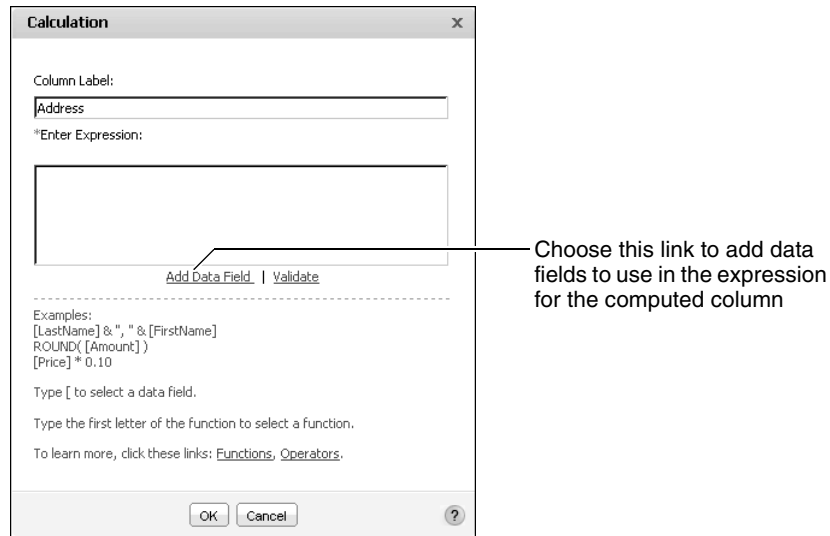 Calculation x
Column Label:
Address
*Enter Expression:
Add Data Field | Validate
Choose this link to add data
fields to use in the expression
for the computed column
Examples:
[LastName] & ", " & [FirstName]
ROUND( [Amount] )
[Price] * 0.10
Type [ to select a data field.
Type the first letter of the function to select a function.
To learn more, click these links: Functions, Operators.
OK Cancel ?